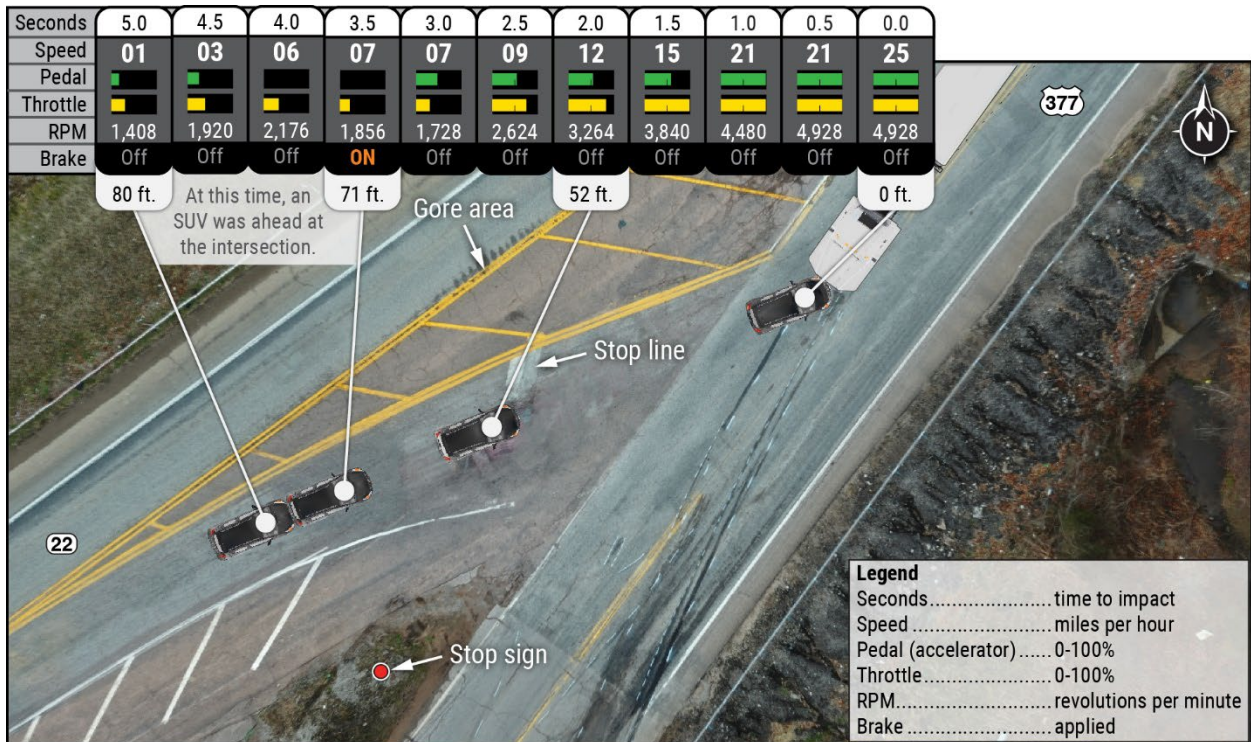 Seconds 5.0 4.5 4.0 3.5 3.0 2.5 2.0 1.5 1.0 0.5 0.0
Speed 01 03 06 07 07 09 12 15 21 21 25
Pedal
Throttle
RPM 1,408 1,920 2,176 1,856 1,728 2,624 3,264 3,840 4,480 4,928 4,928
Brake Off Off Off ON Off Off Off Off Off Off Off
80 ft.
At this time, an
SUV was ahead at
the intersection.
71 ft.
52 ft.
0 ft.
377
N
Gore area
Stop line
22
Stop sign
Legend
Seconds......................time to impact
Speed ........................miles per hour
Pedal (accelerator)......0-100%
Throttle......................0-100%
RPM...........................revolutions per minute
Brake .........................applied